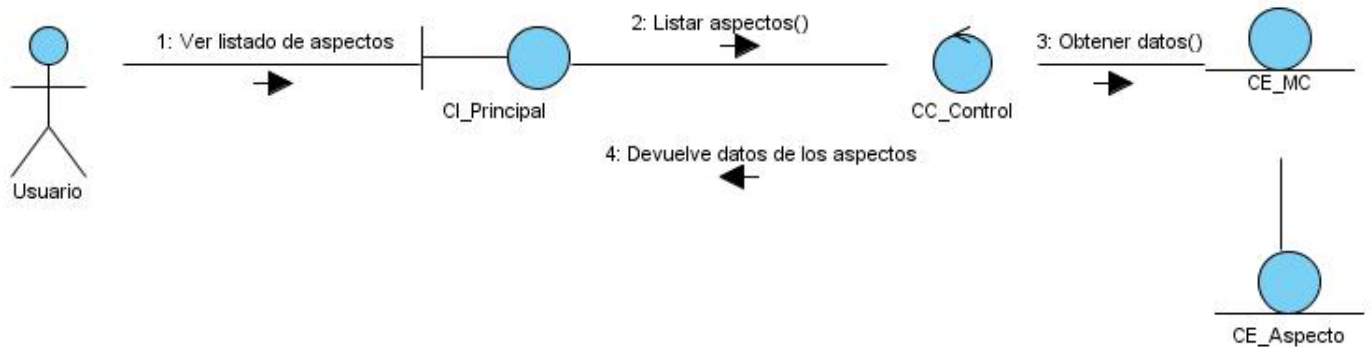 1: Ver listado de aspectos
2: Listar aspectos()
3: Obtener datos()
CI_Principal
CC_Control
CE_MC
4: Devuelve datos de los aspectos
Usuario
CE_Aspecto